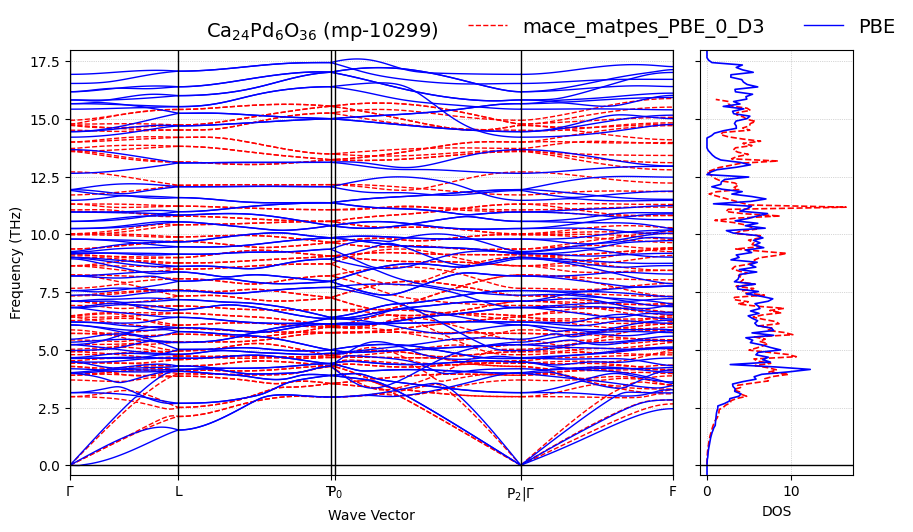 Ca₂₄Pd₆O₃₆ (mp-10299) mace_matpes_PBE_0_D3 PBE
17.5
15.0
12.5
10.0
7.5
5.0
2.5
0.0
Frequency (THz)
Γ L T P₀ P₂|Γ F
Wave Vector
0 10
DOS